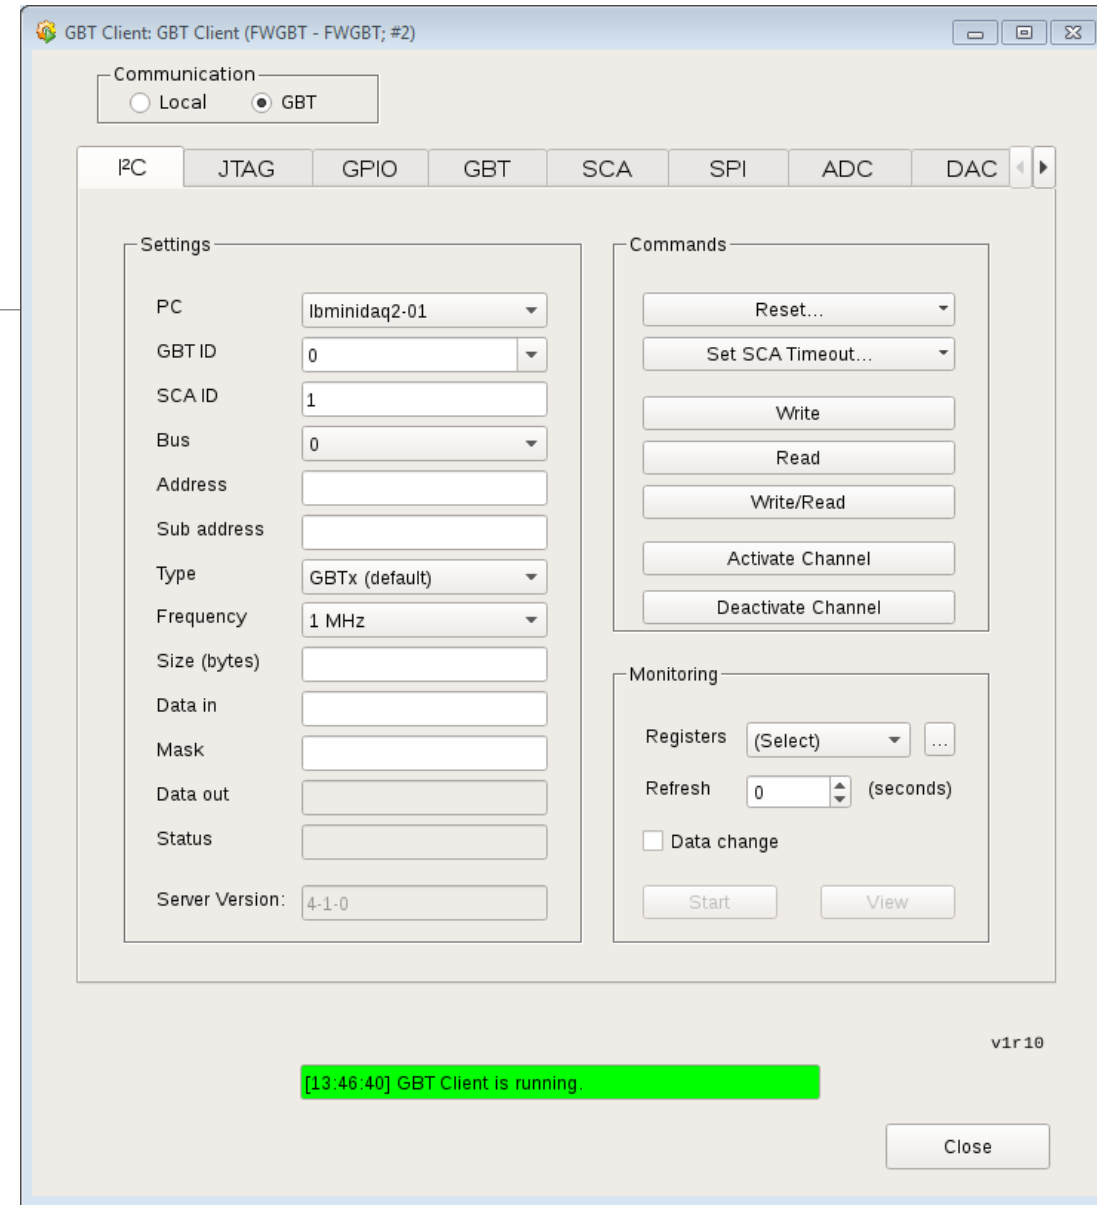 GBT Client: GBT Client (FWGBT - FWGBT; #2)
Communication
Local GBT
I²C JTAG GPIO GBT SCA SPI ADC DAC
Settings
PC lbminidaq2-01
GBT ID 0
SCA ID 1
Bus 0
Address
Sub address
Type GBTx (default)
Frequency 1 MHz
Size (bytes)
Data in
Mask
Data out
Status
Server Version: 4-1-0
Commands
Reset...
Set SCA Timeout...
Write
Read
Write/Read
Activate Channel
Deactivate Channel
Monitoring
Registers (Select) ...
Refresh 0 (seconds)
Data change
Start View
v1r10
[13:46:40] GBT Client is running.
Close